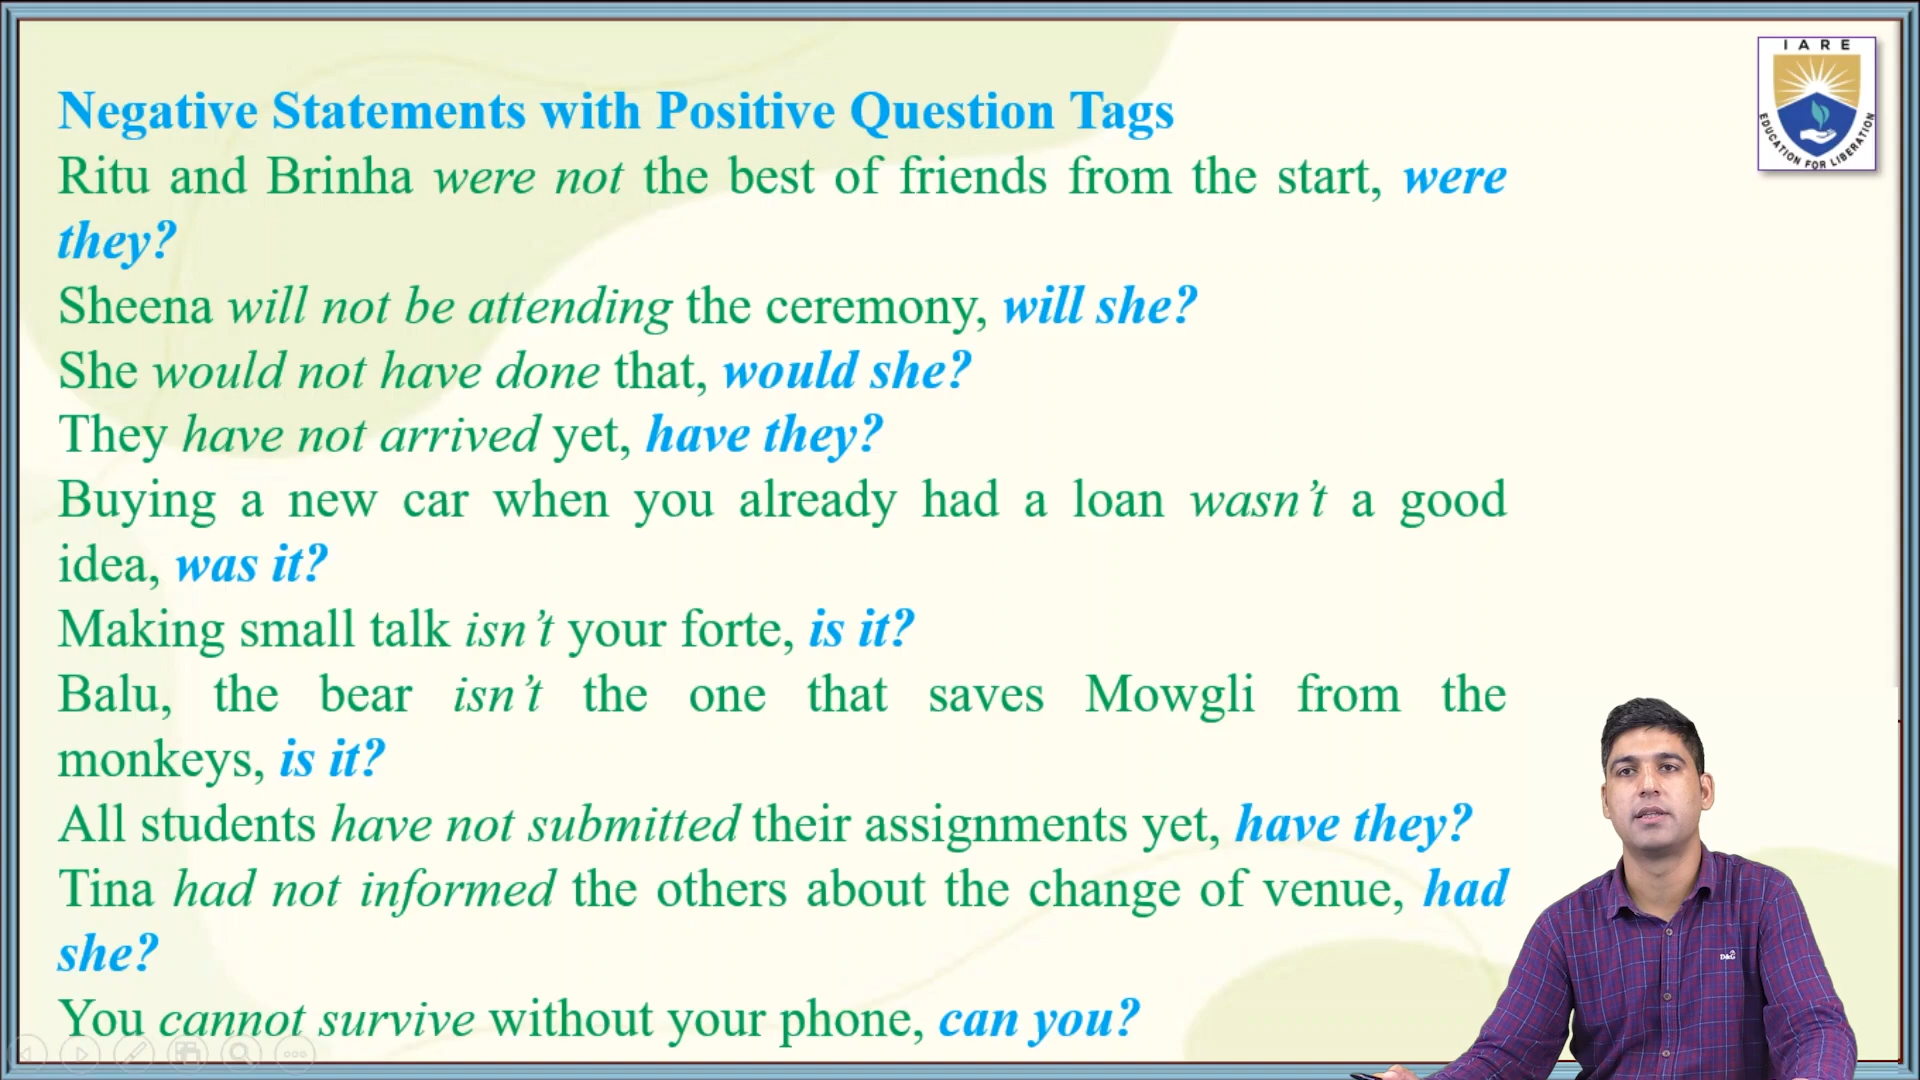 Negative Statements with Positive Question Tags
Ritu and Brinha were not the best of friends from the start, were
they?
Sheena will not be attending the ceremony, will she?
She would not have done that, would she?
They have not arrived yet, have they?
Buying a new car when you already had a loan wasn’t a good
idea, was it?
Making small talk isn’t your forte, is it?
Balu, the bear isn’t the one that saves Mowgli from the
monkeys, is it?
All students have not submitted their assignments yet, have they?
Tina had not informed the others about the change of venue, had
she?
You cannot survive without your phone, can you?
IARE
EDUCATION FOR LIBERATION
D&G